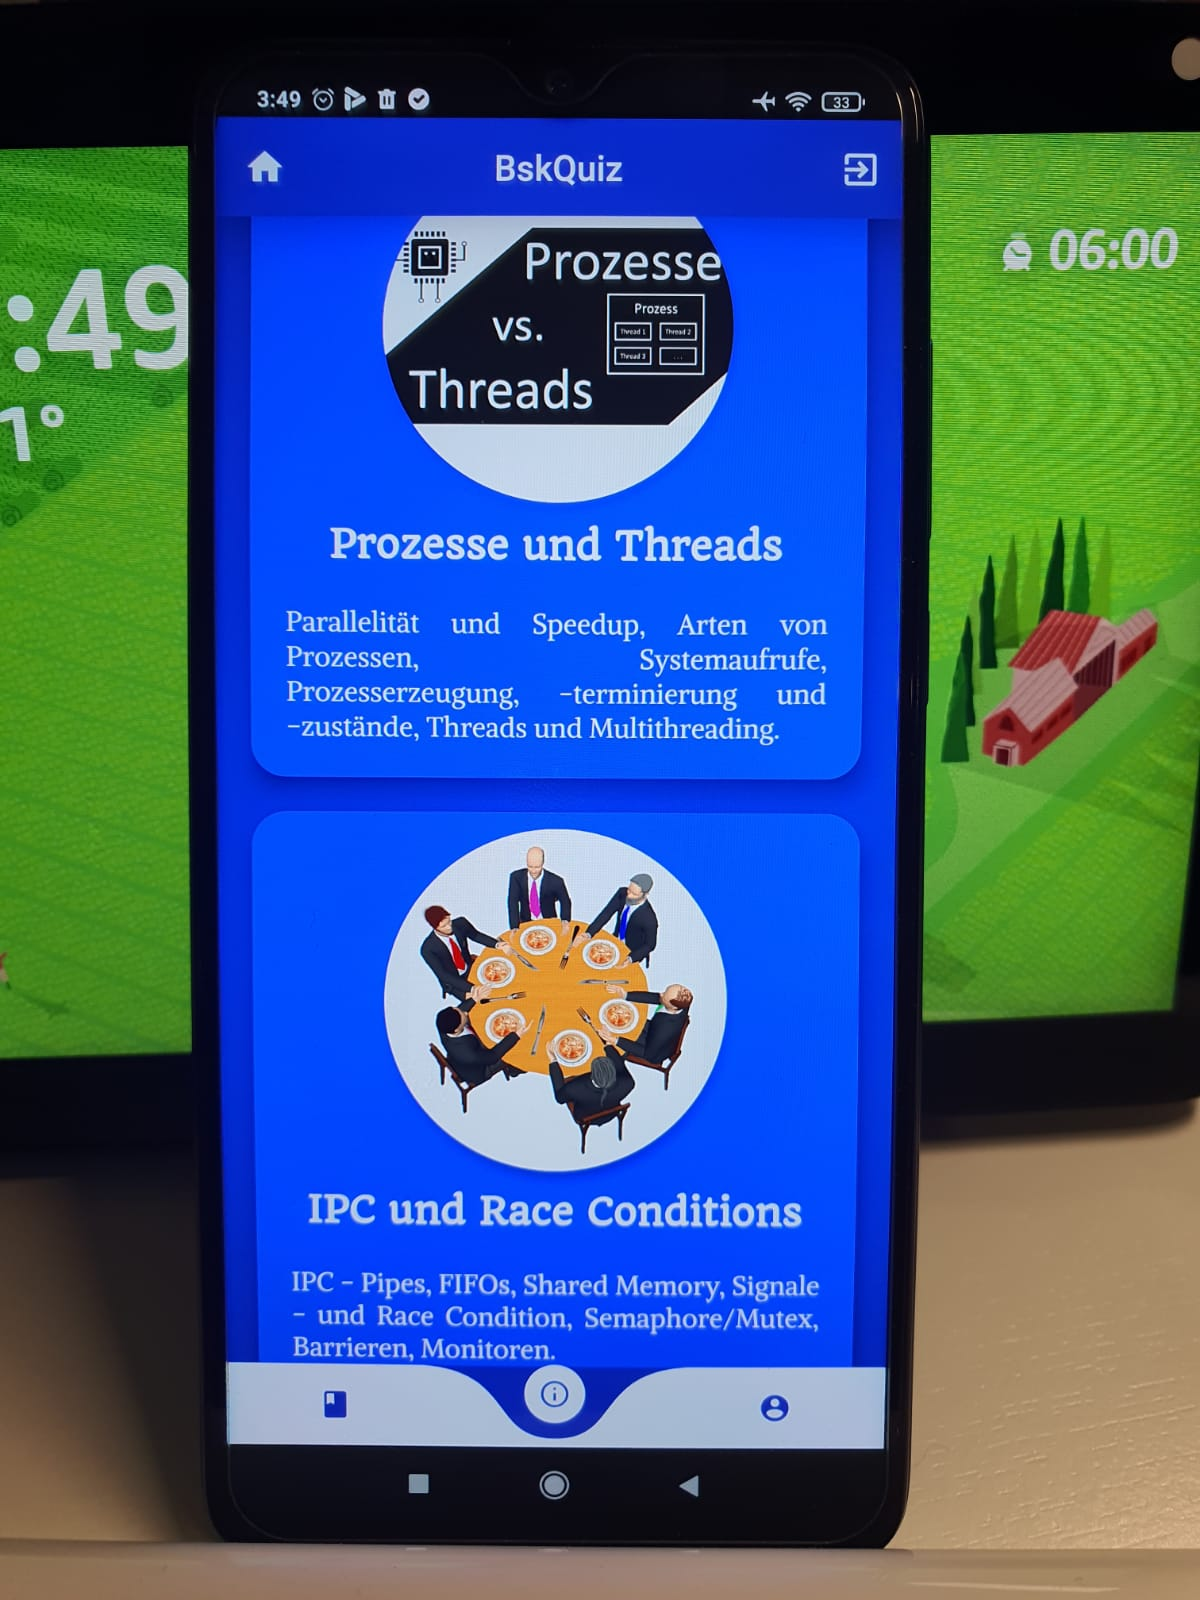 3:49
33
BskQuiz
:49
1°
06:00
Prozesse
vs.
Threads
Prozess
Thread 1 Thread 2
Thread 3 ...
Prozesse und Threads
Parallelität und Speedup, Arten von
Prozessen, Systemaufrufe,
Prozesserzeugung, -terminierung und
-zustände, Threads und Multithreading.
IPC und Race Conditions
IPC - Pipes, FIFOs, Shared Memory, Signale
- und Race Condition, Semaphore/Mutex,
Barrieren, Monitoren.